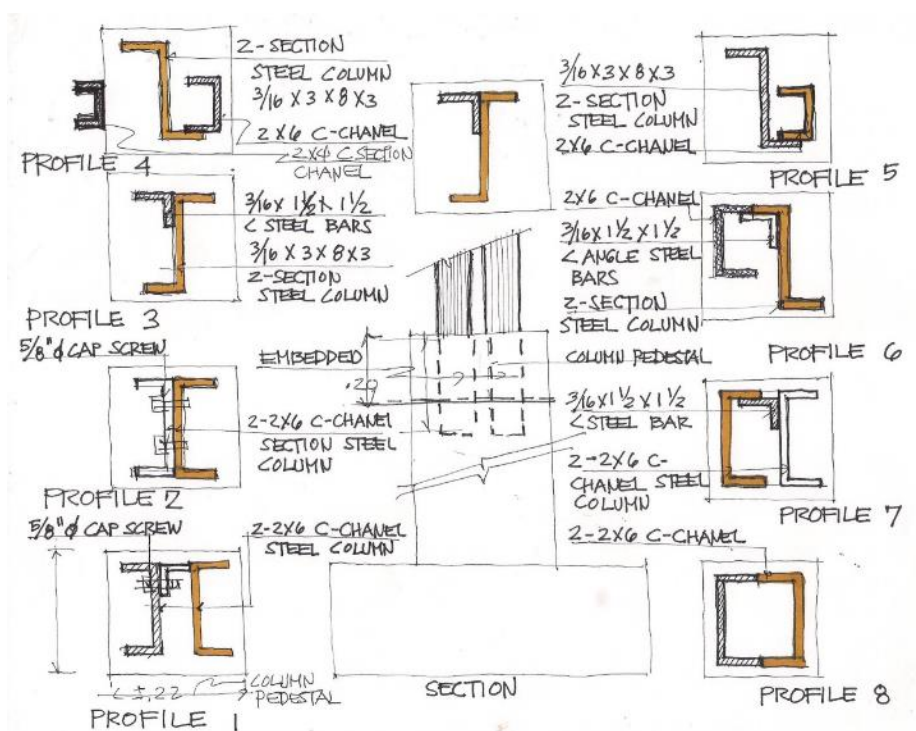 2-SECTION
STEEL COLUMN
3/16 X 3 X 8 X 3
2X6 C-CHANEL
2X4 C SECTION
CHANEL
PROFILE 4
3/16X 1 1/2 X 1 1/2
< STEEL BARS
3/16 X 3 X 8 X 3
2-SECTION
STEEL COLUMN
PROFILE 3
5/8"ϕ CAP SCREW
2-2X6 C-CHANEL
SECTION STEEL
COLUMN
PROFILE 2
5/8"ϕ CAP SCREW
2-2X6 C-CHANEL
STEEL COLUMN
COLUMN
PEDESTAL
±.22
PROFILE 1
EMBEDDED
.20
COLUMN PEDESTAL
SECTION
3/16 X 3 X 8 X 3
2-SECTION
STEEL COLUMN
2X6 C-CHANEL
PROFILE 5
2X6 C-CHANEL
3/16 X 1 1/2 X 1 1/2
< ANGLE STEEL
BARS
2-SECTION
STEEL COLUMN
PROFILE 6
3/16X1 1/2 X 1 1/2
< STEEL BAR
2-2X6 C-
CHANEL STEEL
COLUMN
PROFILE 7
2-2X6 C-CHANEL
PROFILE 8